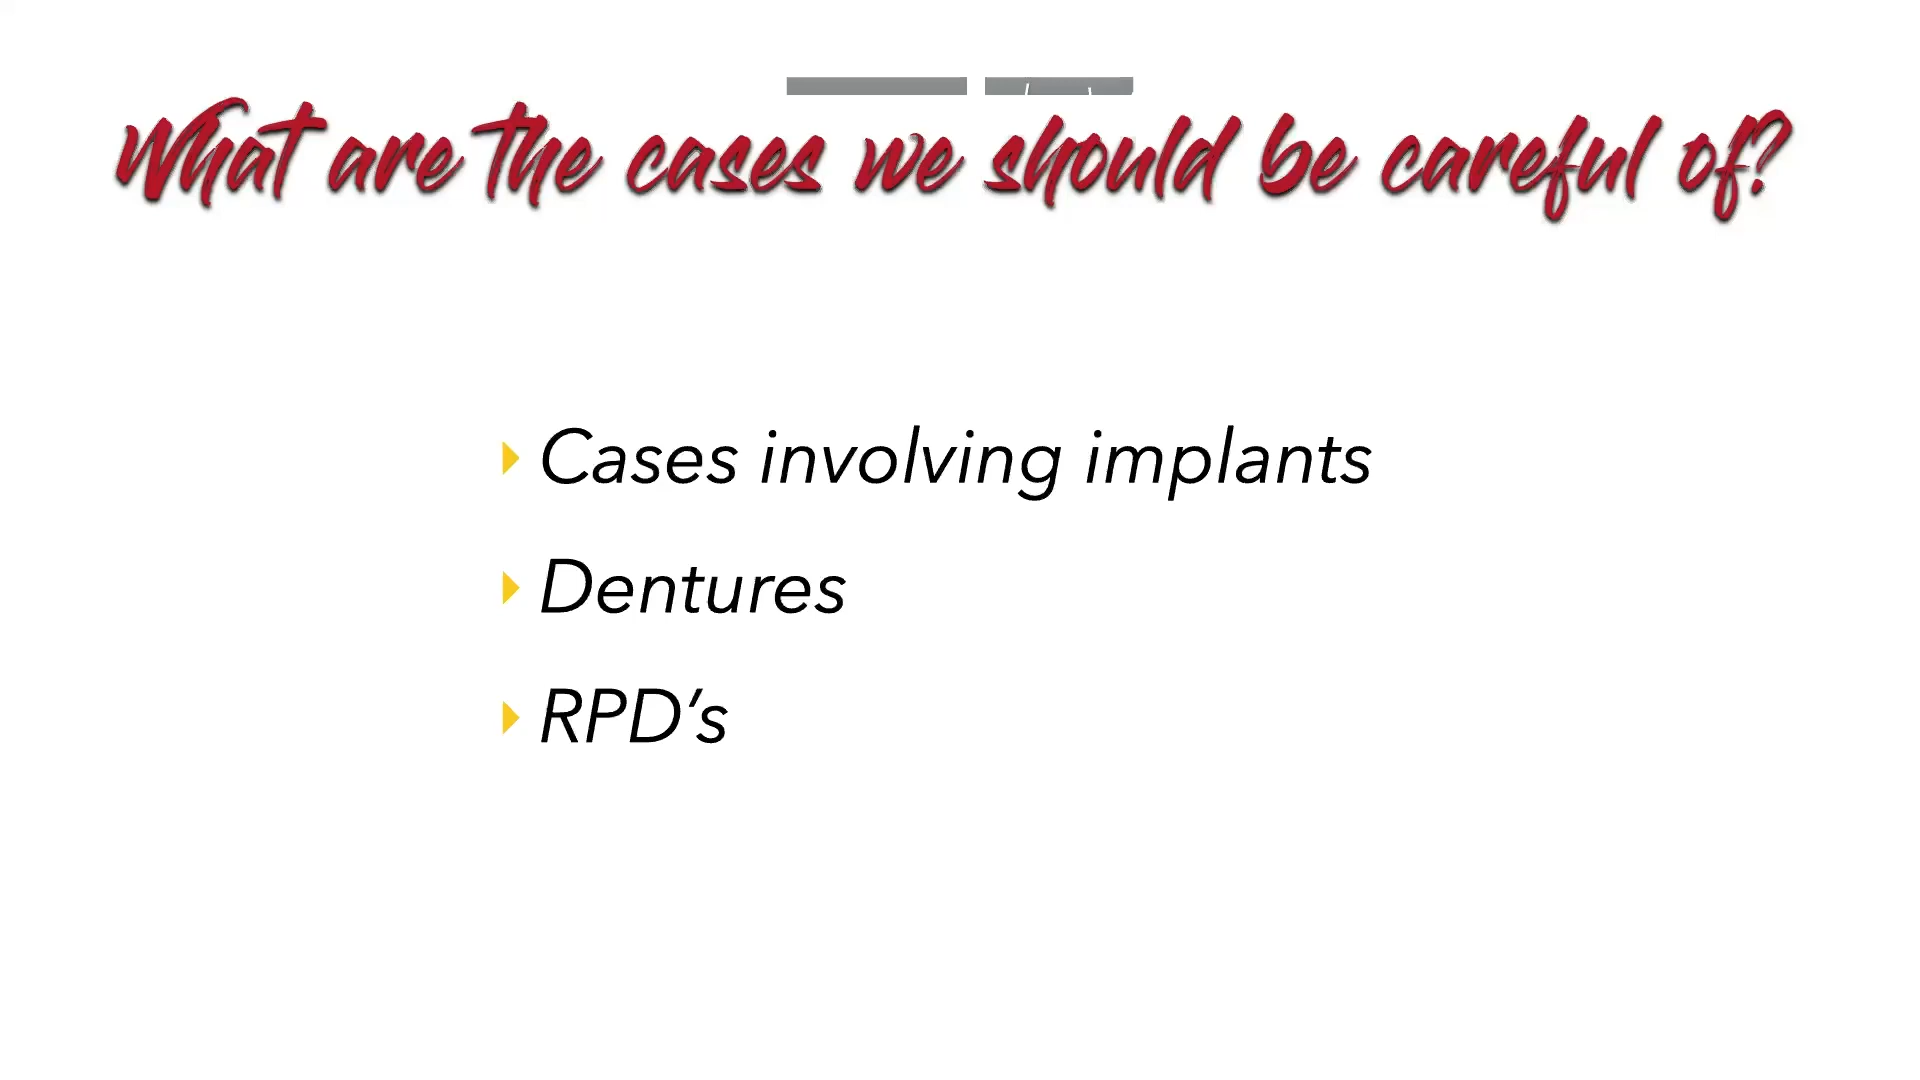 What are the cases we should be careful of?
Cases involving implants
Dentures
RPD’s